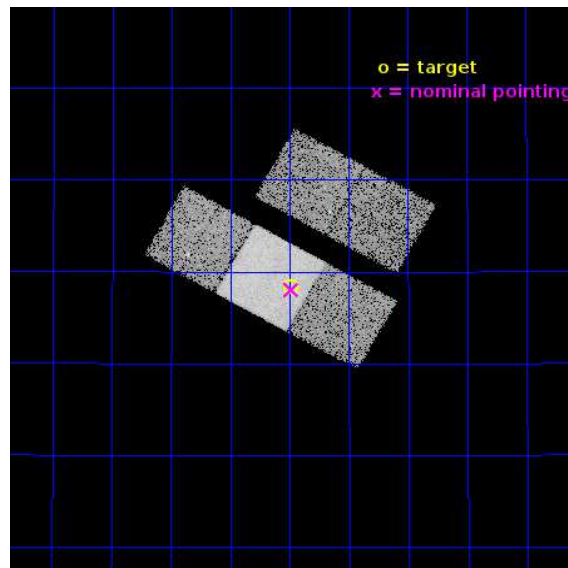 o = target
x = nominal pointing